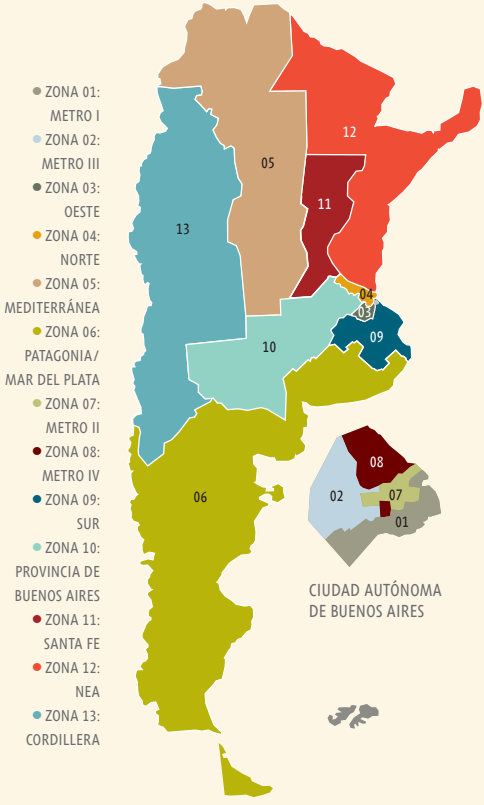 ZONA 01:
METRO I
ZONA 02:
METRO III
ZONA 03:
OESTE
ZONA 04:
NORTE
ZONA 05:
MEDITERRÁNEA
ZONA 06:
PATAGONIA/
MAR DEL PLATA
ZONA 07:
METRO II
ZONA 08:
METRO IV
ZONA 09:
SUR
ZONA 10:
PROVINCIA DE
BUENOS AIRES
ZONA 11:
SANTA FE
ZONA 12:
NEA
ZONA 13:
CORDILLERA
12
05
11
13
04
03
09
10
06
08
02
07
01
CIUDAD AUTÓNOMA
DE BUENOS AIRES